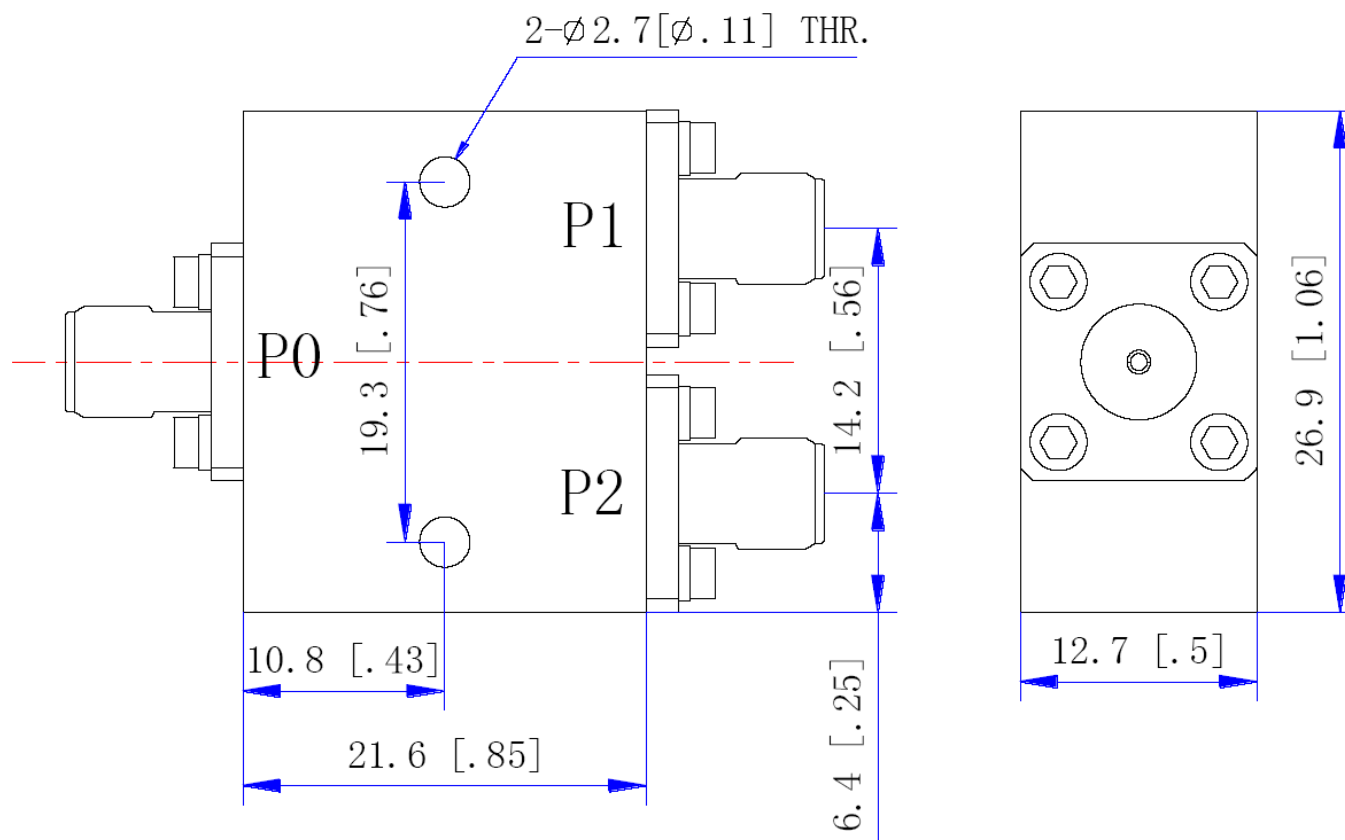 2-⌀2.7[⌀.11] THR.
P1
P0
19.3 [.76]
14.2 [.56]
26.9 [1.06]
P2
10.8 [.43]
12.7 [.5]
6.4 [.25]
21.6 [.85]